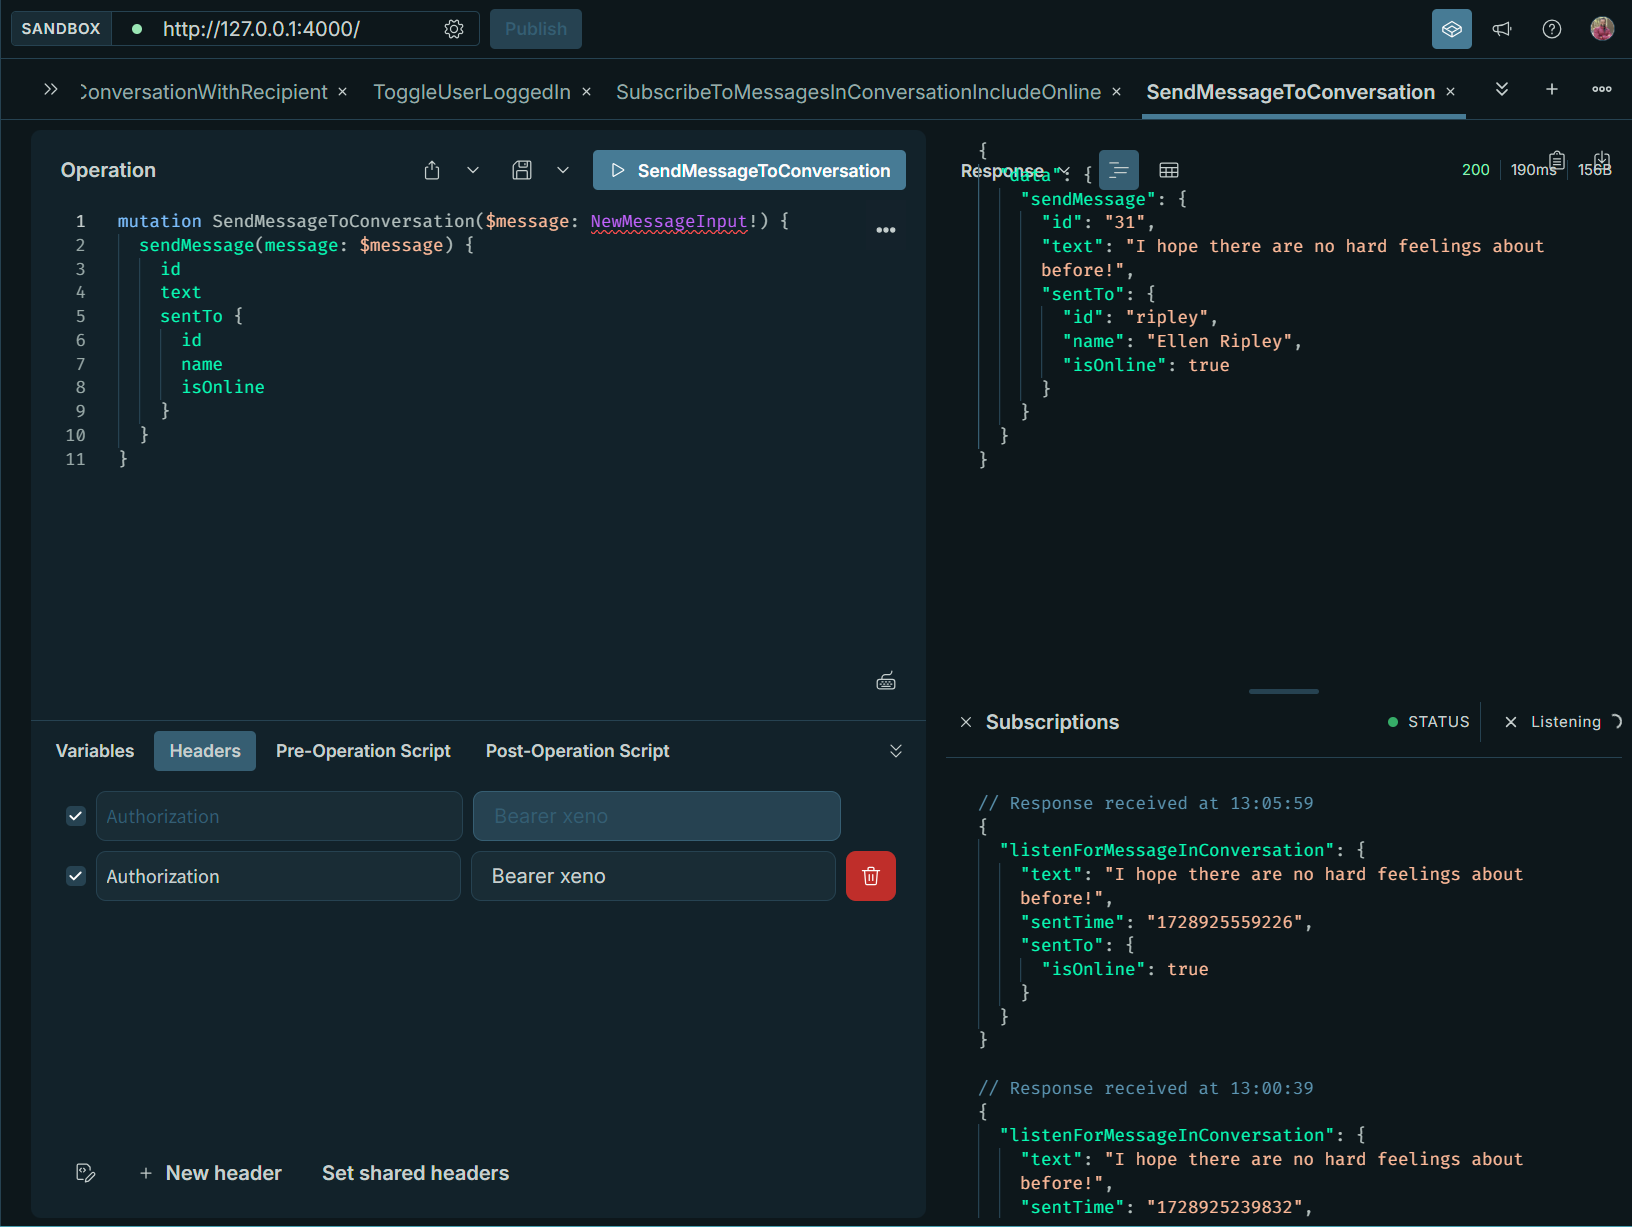 SANDBOX http://127.0.0.1:4000/ Publish
ConversationWithRecipient × ToggleUserLoggedIn × SubscribeToMessagesInConversationIncludeOnline × SendMessageToConversation ×
Operation SendMessageToConversation
1 mutation SendMessageToConversation($message: NewMessageInput!) {
2 sendMessage(message: $message) {
3 id
4 text
5 sentTo {
6 id
7 name
8 isOnline
9 }
10 }
11 }
Variables Headers Pre-Operation Script Post-Operation Script
Authorization Bearer xeno
Authorization Bearer xeno
+ New header Set shared headers
Response 200 190ms 156B
{
"data": {
"sendMessage": {
"id": "31",
"text": "I hope there are no hard feelings about
before!",
"sentTo": {
"id": "ripley",
"name": "Ellen Ripley",
"isOnline": true
}
}
}
}
Subscriptions STATUS Listening
// Response received at 13:05:59
{
"listenForMessageInConversation": {
"text": "I hope there are no hard feelings about
before!",
"sentTime": "1728925559226",
"sentTo": {
"isOnline": true
}
}
}
// Response received at 13:00:39
{
"listenForMessageInConversation": {
"text": "I hope there are no hard feelings about
before!",
"sentTime": "1728925239832",